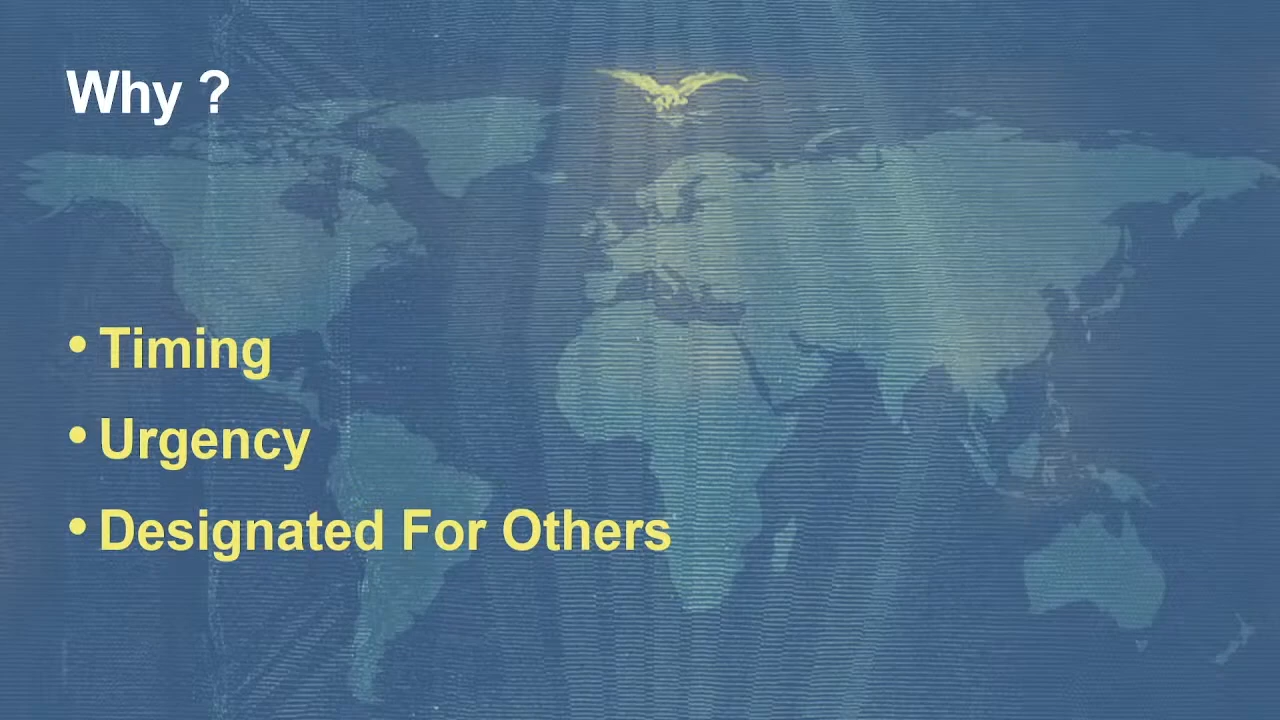 Why ?
• Timing
• Urgency
• Designated For Others